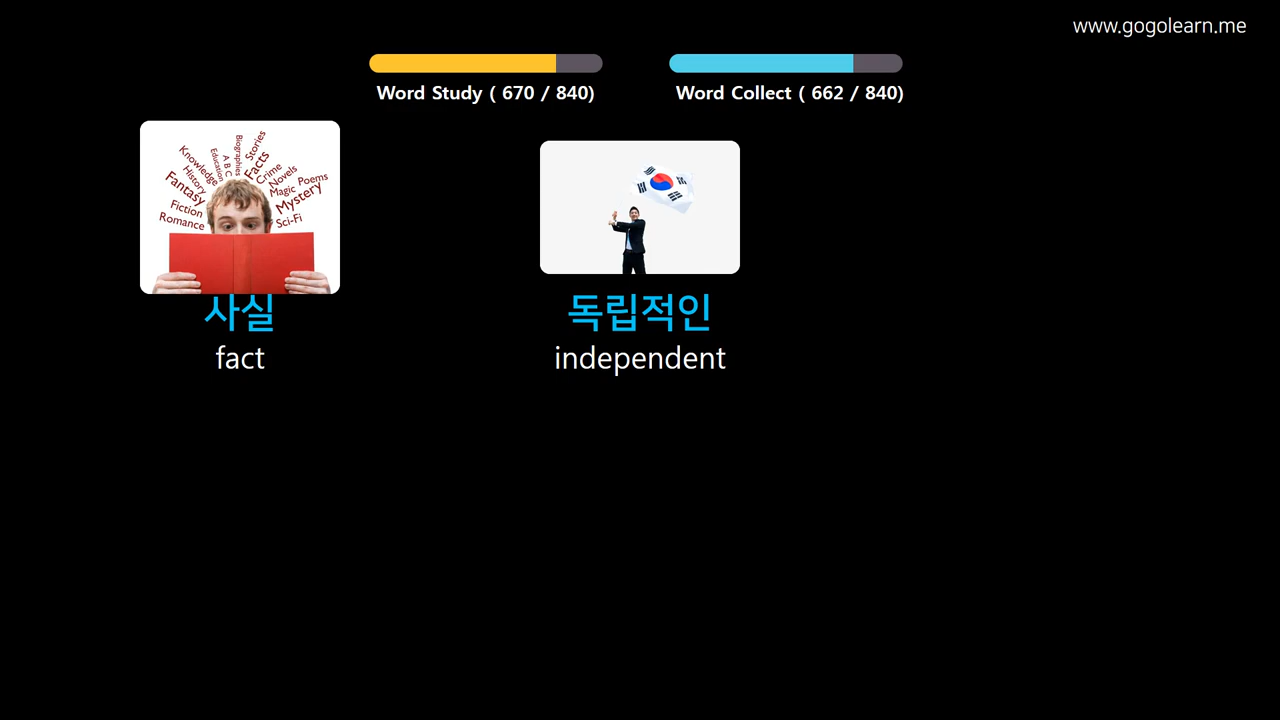 www.gogolearn.me
Word Study ( 670 / 840)
Word Collect ( 662 / 840)
Biographies
Stories
A B C
Facts
Education
Knowledge
Crime
History
Novels
Fantasy
Magic
Poems
Mystery
Fiction
Romance
Sci-Fi
사실
fact
독립적인
independent